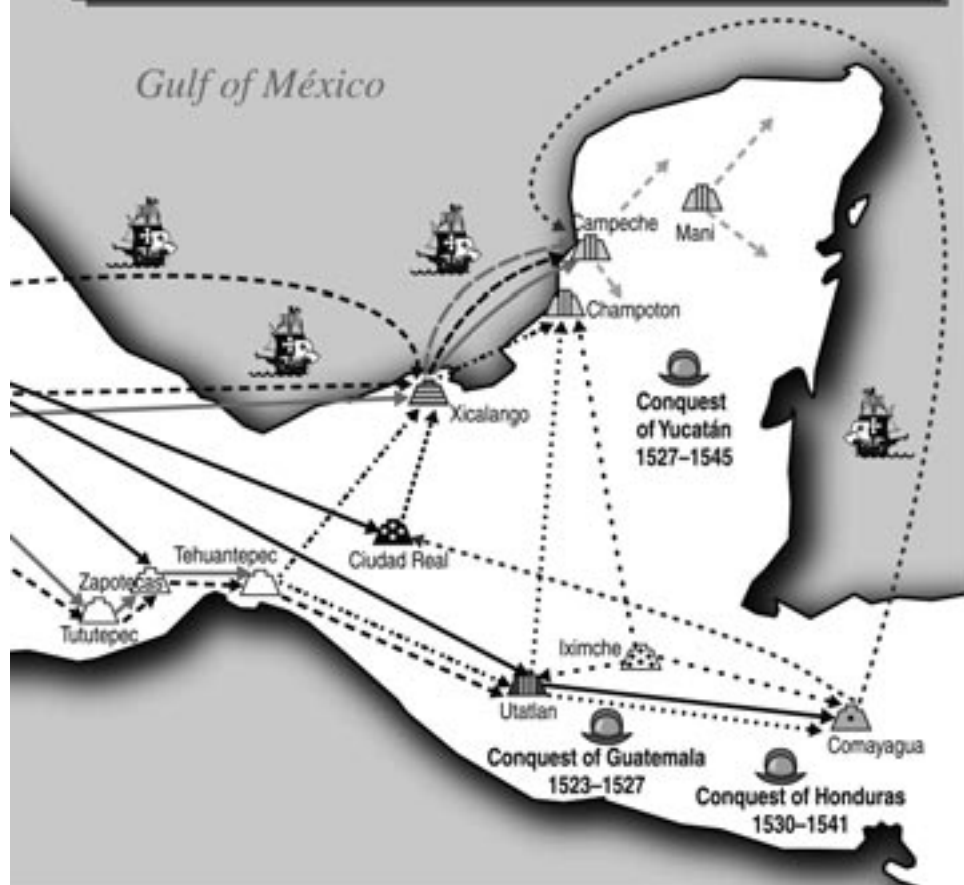 Gulf of México
Campeche
Mani
Champoton
Conquest
of Yucatán
1527–1545
Xicalango
Ciudad Real
Tehuantepec
Zapotecas
Tututepec
Iximche
Utatlan
Comayagua
Conquest of Guatemala
1523–1527
Conquest of Honduras
1530–1541